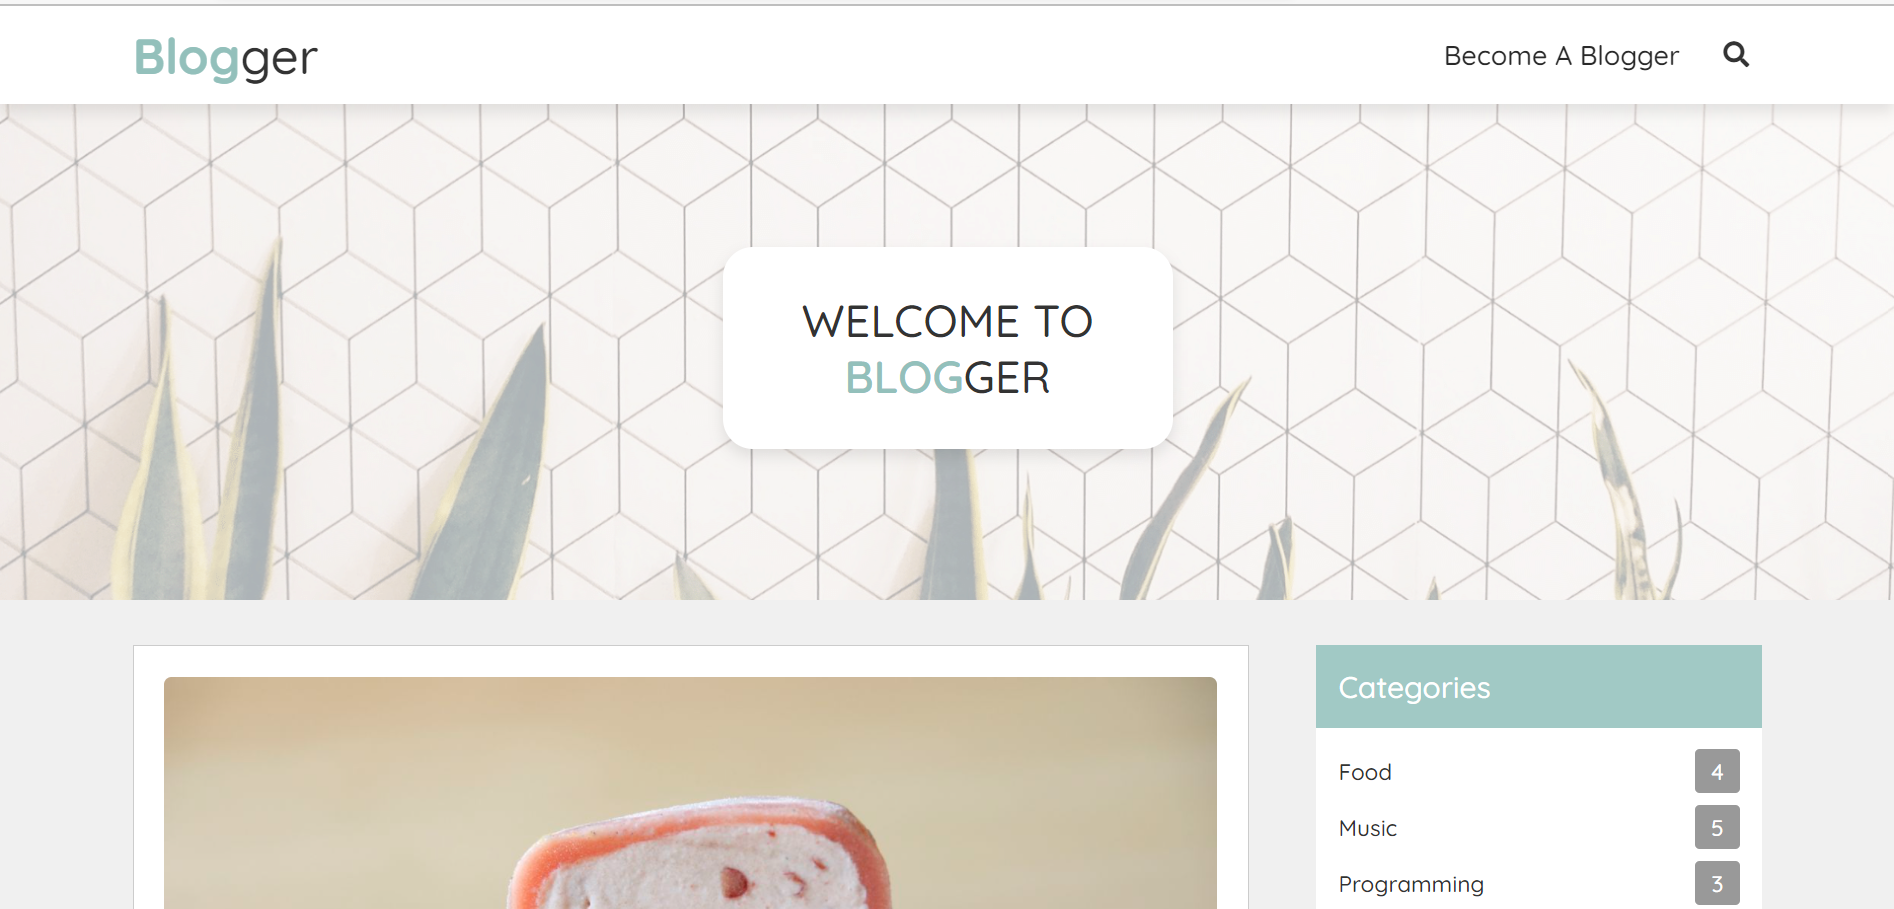 Blogger
Become A Blogger
WELCOME TO
BLOGGER
Categories
Food 4
Music 5
Programming 3